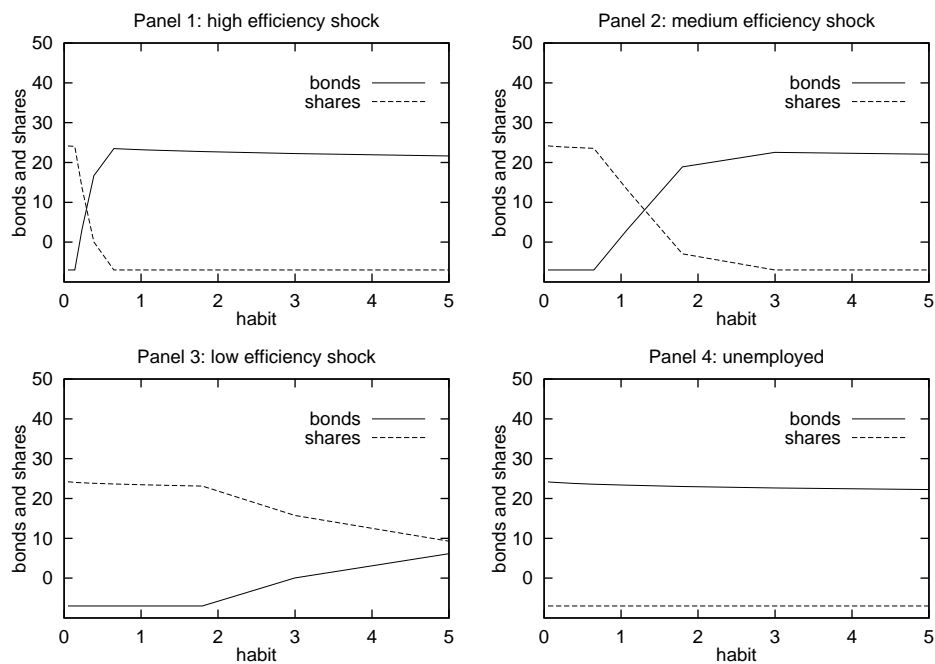 Panel 1: high efficiency shock
50
40
30
20
10
0
bonds and shares
bonds
shares
0 1 2 3 4 5
habit
Panel 2: medium efficiency shock
50
40
30
20
10
0
bonds and shares
bonds
shares
0 1 2 3 4 5
habit
Panel 3: low efficiency shock
50
40
30
20
10
0
bonds and shares
bonds
shares
0 1 2 3 4 5
habit
Panel 4: unemployed
50
40
30
20
10
0
bonds and shares
bonds
shares
0 1 2 3 4 5
habit